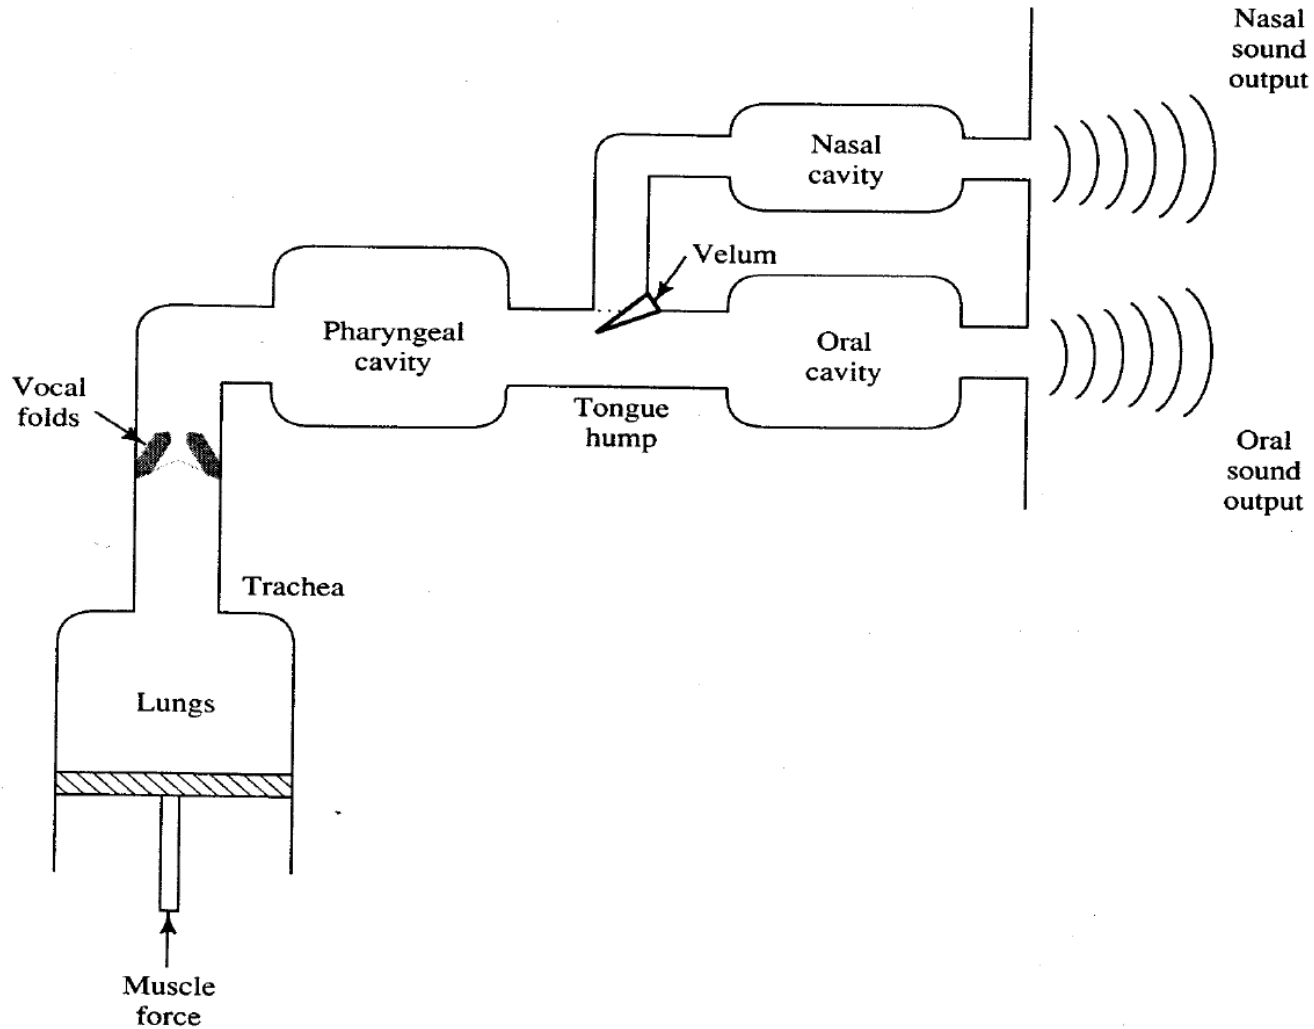 Nasal
sound
output
Nasal
cavity
Velum
Pharyngeal
cavity
Oral
cavity
Vocal
folds
Tongue
hump
Oral
sound
output
Trachea
Lungs
Muscle
force